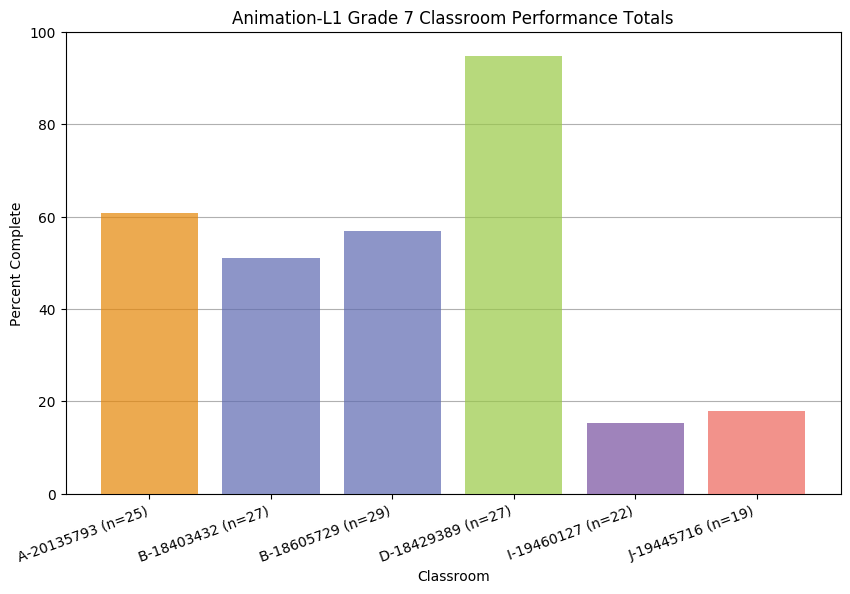 Animation-L1 Grade 7 Classroom Performance Totals
Percent Complete
100
80
60
40
20
0
A-20135793 (n=25)
B-18403432 (n=27)
B-18605729 (n=29)
D-18429389 (n=27)
I-19460127 (n=22)
J-19445716 (n=19)
Classroom